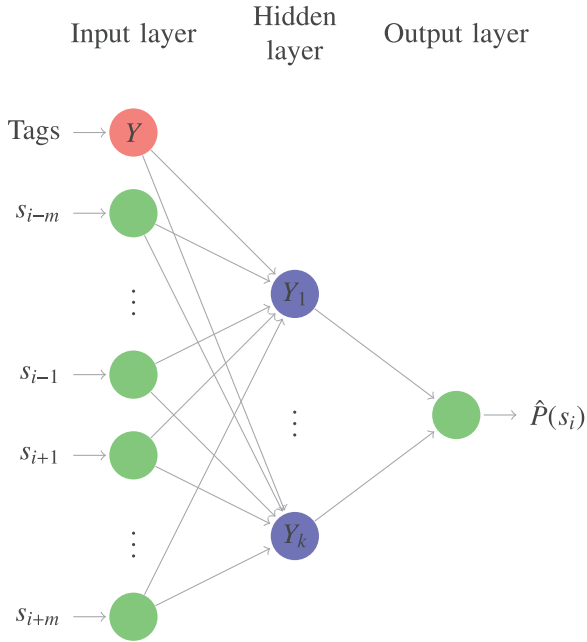 Input layer
Hidden
layer
Output layer
Tags
Y
s_{i−m}
⋮
Y_1
s_{i−1}
P̂(s_i)
⋮
s_{i+1}
⋮
Y_k
s_{i+m}